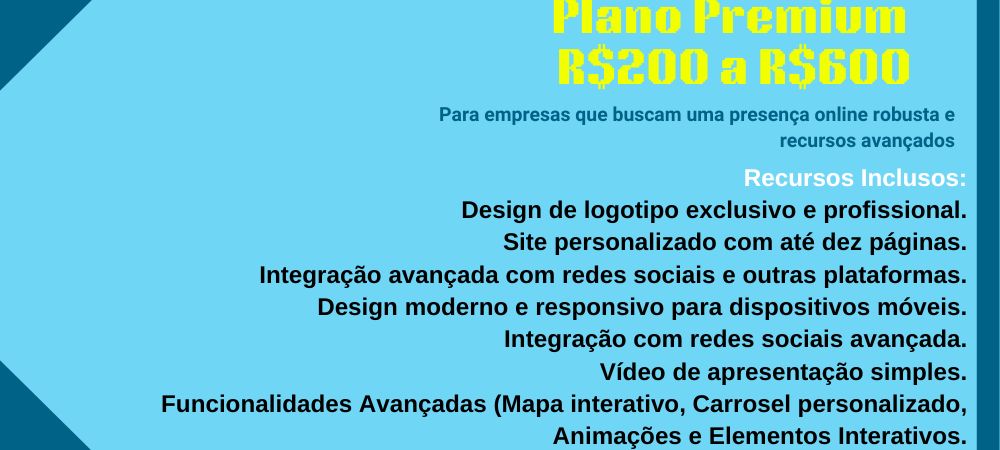 Plano Premium
R$200 a R$600
Para empresas que buscam uma presença online robusta e
recursos avançados
Recursos Inclusos:
Design de logotipo exclusivo e profissional.
Site personalizado com até dez páginas.
Integração avançada com redes sociais e outras plataformas.
Design moderno e responsivo para dispositivos móveis.
Integração com redes sociais avançada.
Vídeo de apresentação simples.
Funcionalidades Avançadas (Mapa interativo, Carrosel personalizado,
Animações e Elementos Interativos.